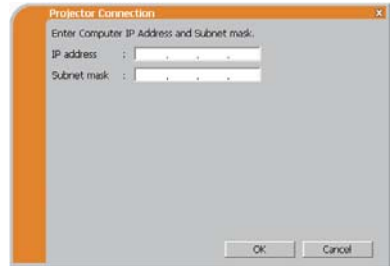 Projector Connection X
Enter Computer IP Address and Subnet mask.
IP address : . . .
Subnet mask : . . .
OK Cancel